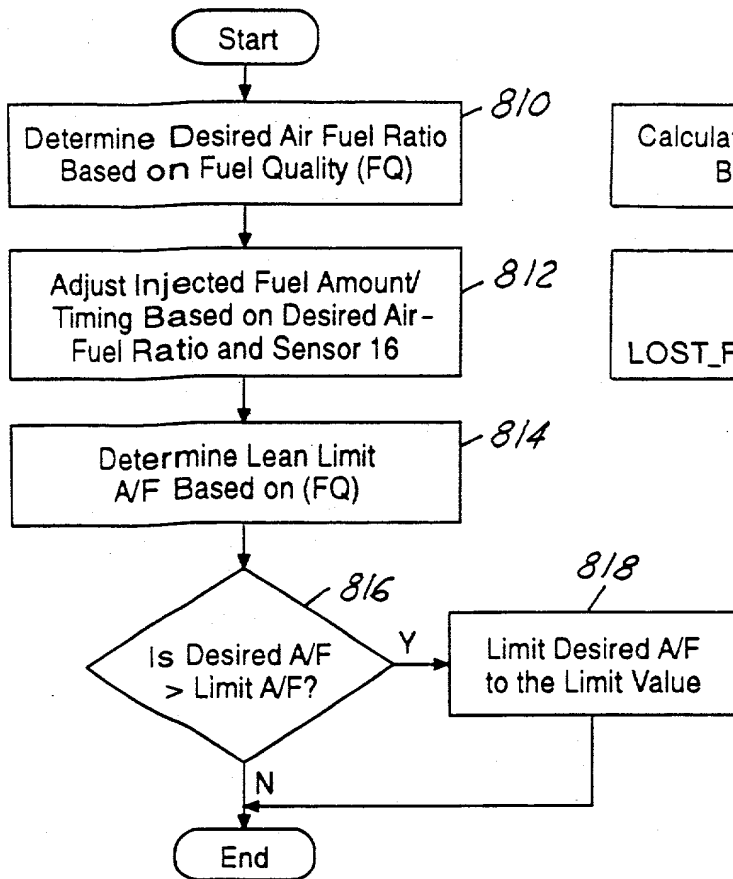 Start
810
Determine Desired Air Fuel Ratio
Based on Fuel Quality (FQ)
812
Adjust Injected Fuel Amount/
Timing Based on Desired Air-
Fuel Ratio and Sensor 16
814
Determine Lean Limit
A/F Based on (FQ)
816
Is Desired A/F
> Limit A/F?
Y
818
Limit Desired A/F
to the Limit Value
N
End
LOST_F